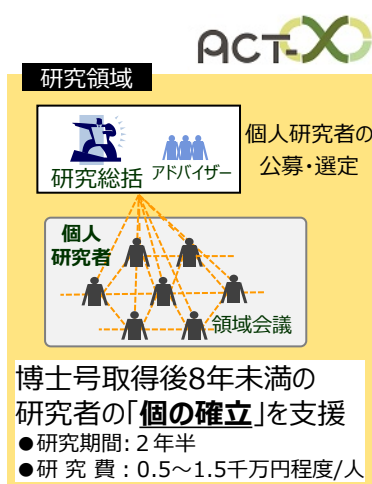 ACT-X
研究領域
研究総括
アドバイザー
個人研究者の
公募・選定
個人
研究者
領域会議
博士号取得後8年未満の
研究者の「個の確立」を支援
●研究期間:２年半
●研 究 費：0.5～1.5千万円程度/人